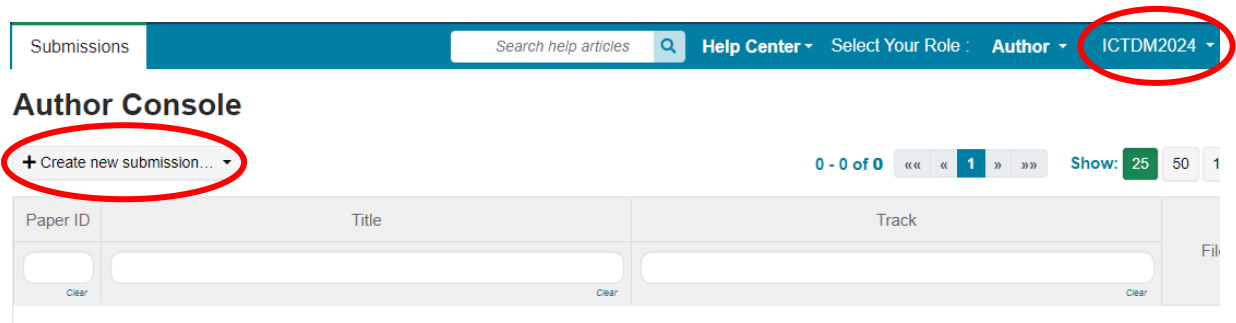 Submissions Search help articles Help Center Select Your Role : Author ICTDM2024
Author Console
+ Create new submission... 0 - 0 of 0 «« « 1 » »» Show: 25 50 1
Paper ID Title Track
Clear Clear Clear